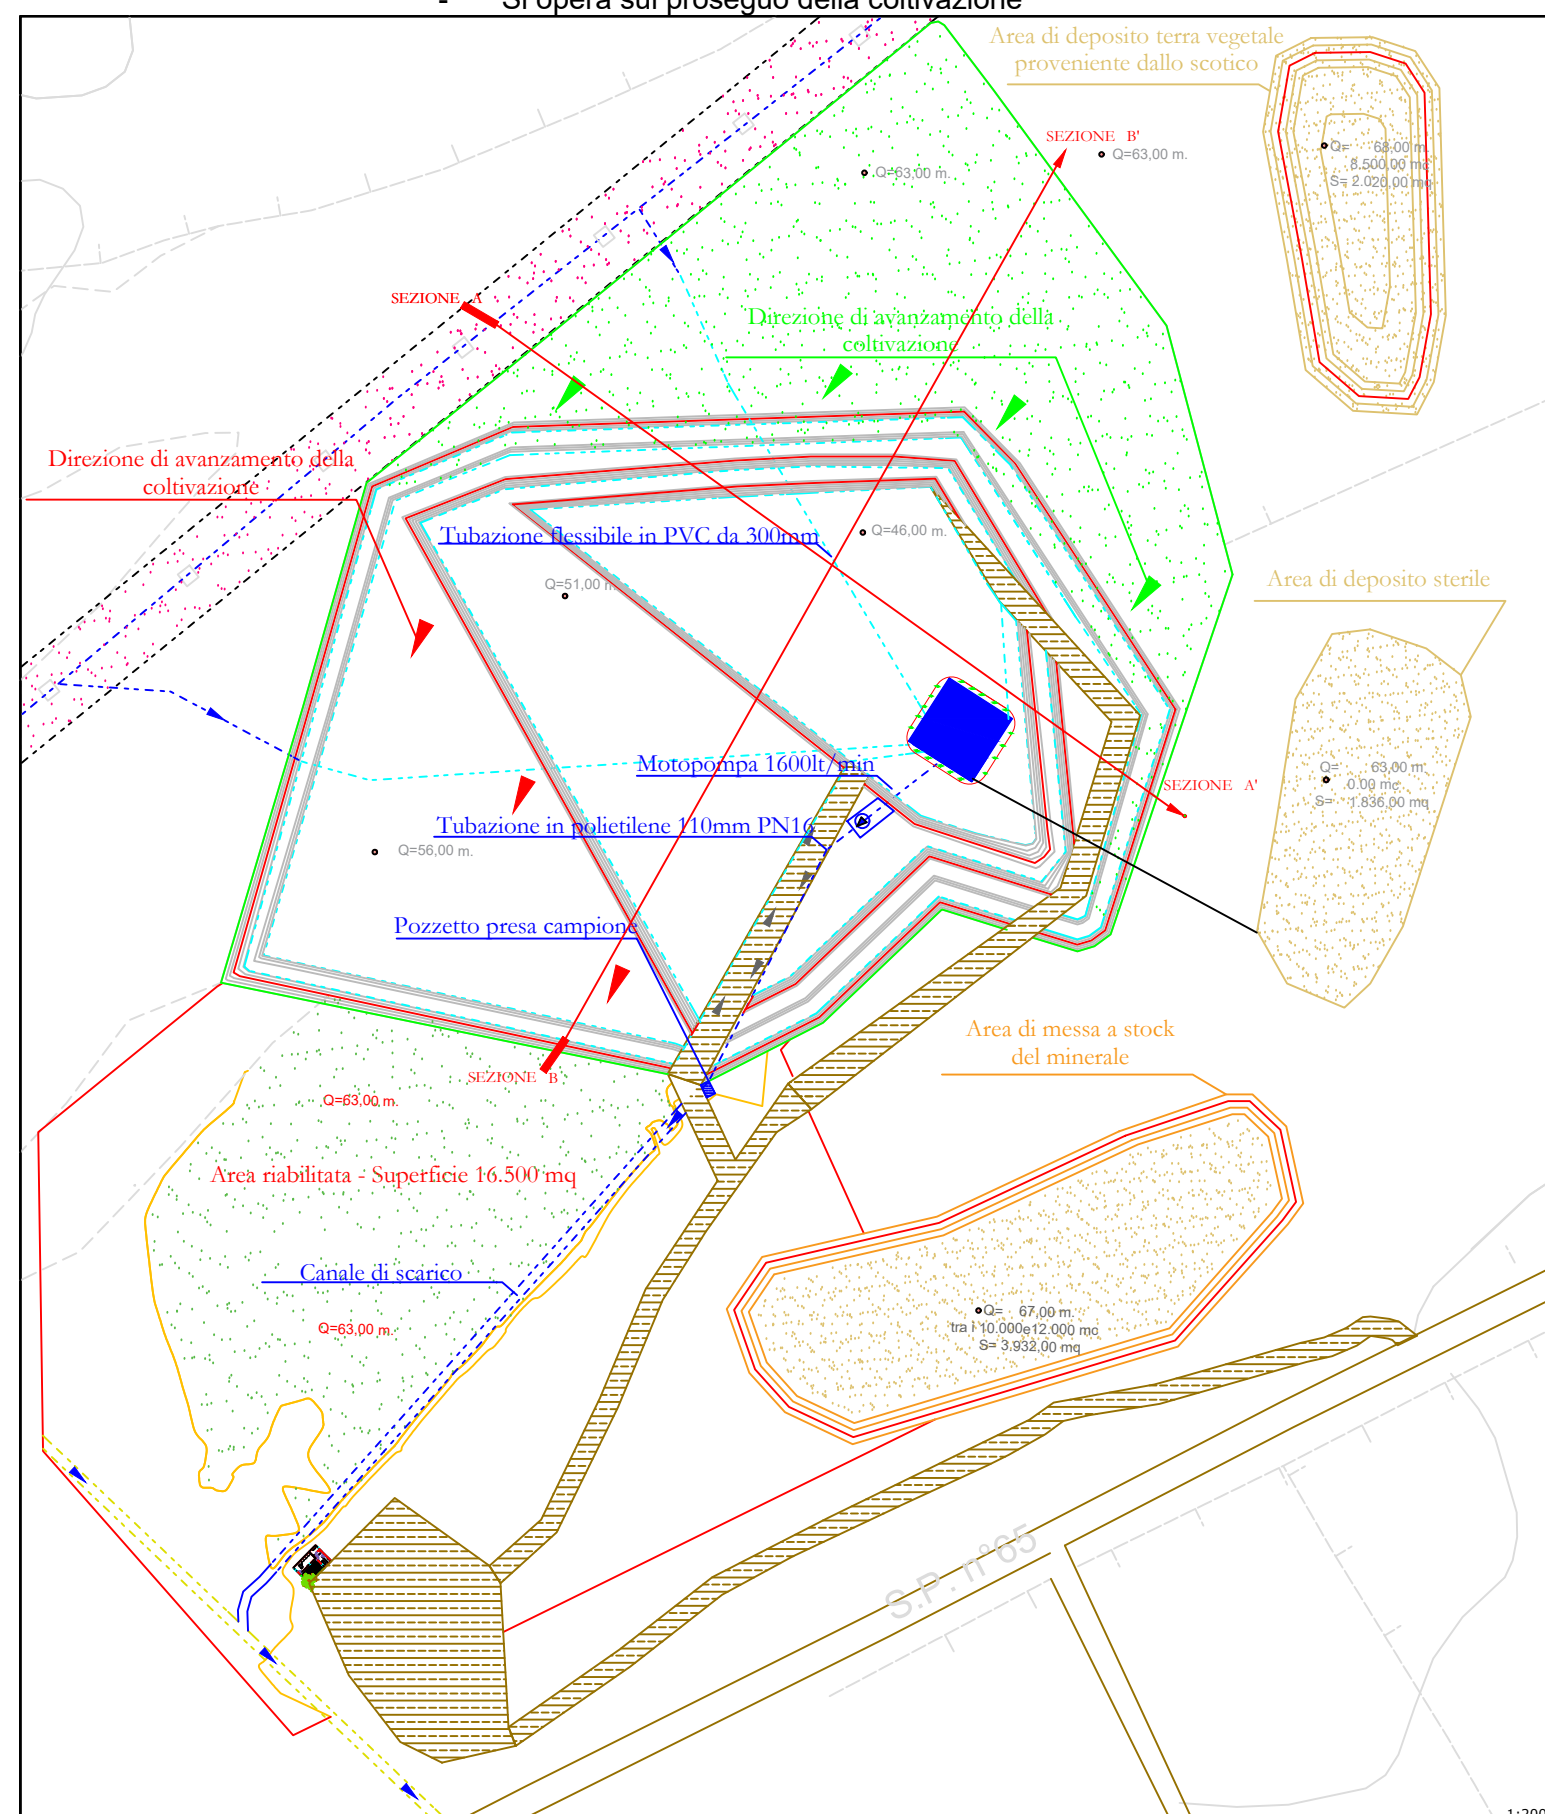 - Si opera sul proseguo della coltivazione
Area di deposito terra vegetale
proveniente dallo scotico
SEZIONE B'
Q=63,00 m.
Q=63,00 m.
Q= 68,00 m
8.500,00 mc
S= 2.020,00 mq
SEZIONE A
Direzione di avanzamento della
coltivazione
Direzione di avanzamento della
coltivazione
Tubazione flessibile in PVC da 300mm
Q=46,00 m.
Q=51,00 m.
Area di deposito sterile
Motopompa 1600lt/min
Q= 63,00 m
0.00 mc
S= 1.836,00 mq
SEZIONE A'
Tubazione in polietilene 110mm PN16
Q=56,00 m.
Pozzetto presa campione
Area di messa a stock
del minerale
SEZIONE B
Q=63,00 m.
Area riabilitata - Superficie 16.500 mq
Canale di scarico
Q=63,00 m.
Q= 67,00 m.
tra i 10.000e12.000 mc
S= 3.932,00 mq
S.P. n°65